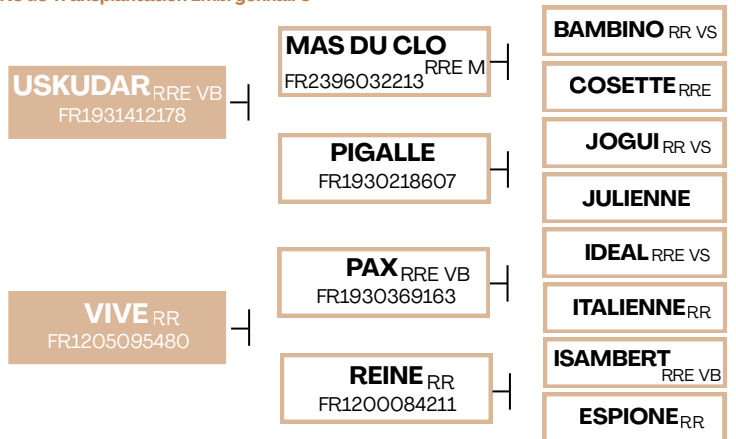 BAMBINO RR VS
MAS DU CLO RRE M
FR2396032213
COSETTE RRE
USKUDAR RRE VB
FR1931412178
JOGUI RR VS
PIGALLE
FR1930218607
JULIENNE
IDEAL RRE VS
PAX RRE VB
FR1930369163
ITALIENNE RR
VIVE RR
FR1205095480
ISAMBERT RRE VB
REINE RR
FR1200084211
ESPIONE RR